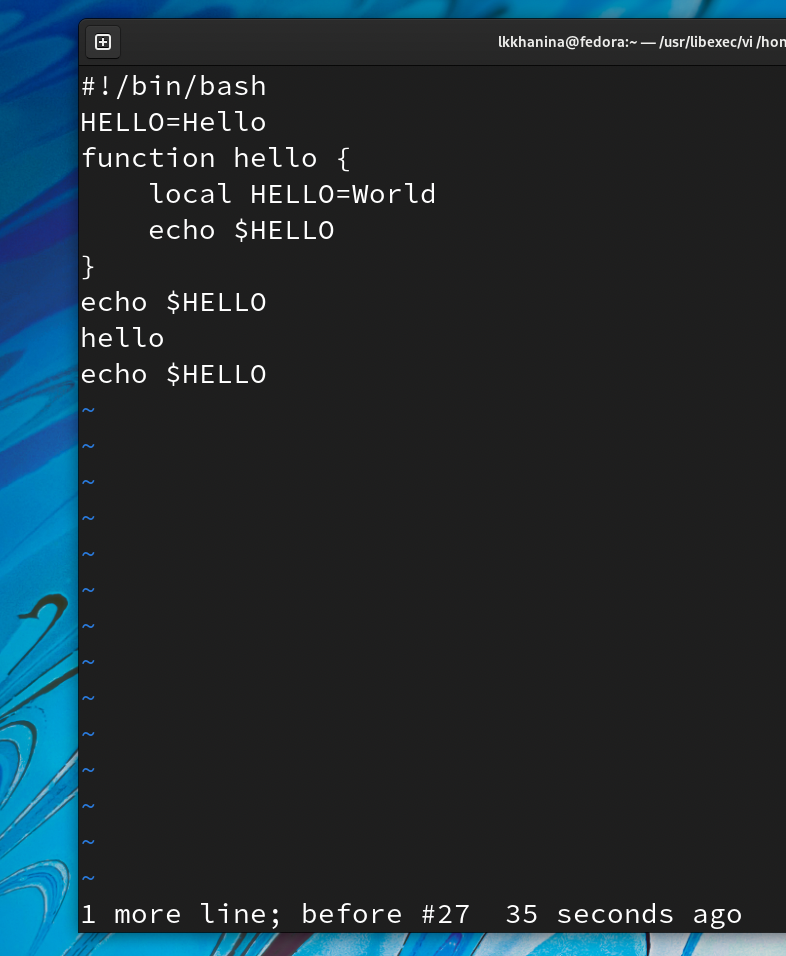 lkkhanina@fedora:~ — /usr/libexec/vi
#!/bin/bash
HELLO=Hello
function hello {
    local HELLO=World
    echo $HELLO
}
echo $HELLO
hello
echo $HELLO
~
~
~
~
~
~
~
~
~
~
~
~
~
~
1 more line; before #27  35 seconds ago